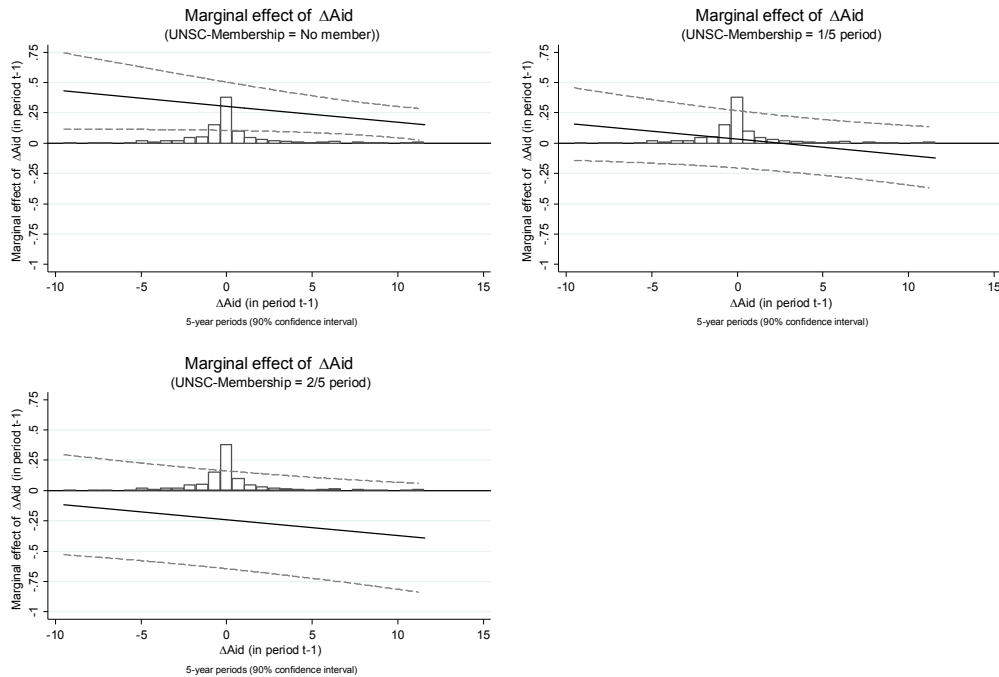 Marginal effect of ΔAid
(UNSC-Membership = No member))
Marginal effect of ΔAid (in period t-1)
.75
.5
.25
0
-.25
-.5
-.75
-1
-10
-5
0
5
10
15
ΔAid (in period t-1)
5-year periods (90% confidence interval)
Marginal effect of ΔAid
(UNSC-Membership = 1/5 period)
Marginal effect of ΔAid (in period t-1)
.75
.5
.25
0
-.25
-.5
-.75
-1
-10
-5
0
5
10
15
ΔAid (in period t-1)
5-year periods (90% confidence interval)
Marginal effect of ΔAid
(UNSC-Membership = 2/5 period)
Marginal effect of ΔAid (in period t-1)
.75
.5
.25
0
-.25
-.5
-.75
-1
-10
-5
0
5
10
15
ΔAid (in period t-1)
5-year periods (90% confidence interval)